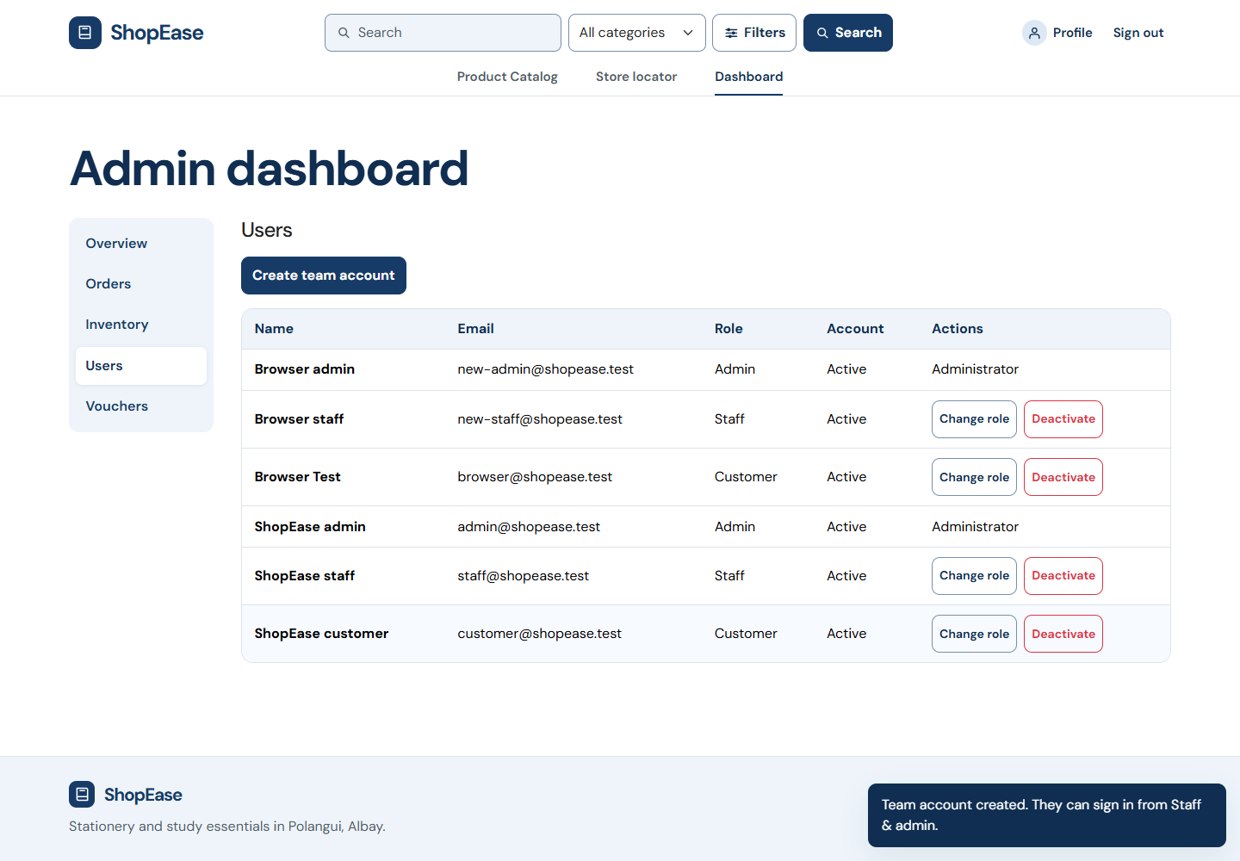 ShopEase
Search
All categories
Filters
Search
Profile
Sign out
Product Catalog
Store locator
Dashboard
Admin dashboard
Overview
Orders
Inventory
Users
Vouchers
Users
Create team account
Name Email Role Account Actions
Browser admin new-admin@shopease.test Admin Active Administrator
Browser staff new-staff@shopease.test Staff Active Change role Deactivate
Browser Test browser@shopease.test Customer Active Change role Deactivate
ShopEase admin admin@shopease.test Admin Active Administrator
ShopEase staff staff@shopease.test Staff Active Change role Deactivate
ShopEase customer customer@shopease.test Customer Active Change role Deactivate
ShopEase
Stationery and study essentials in Polangui, Albay.
Team account created. They can sign in from Staff
& admin.